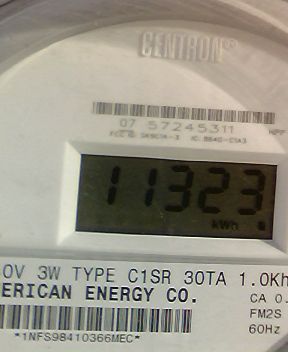 CENTRON®
07 57245311
11323
kWh
0V 3W TYPE C1SR 30TA 1.0Kh
ERICAN ENERGY CO.
CA 0.
FM2S
60Hz
*1NFS98410366MEC*